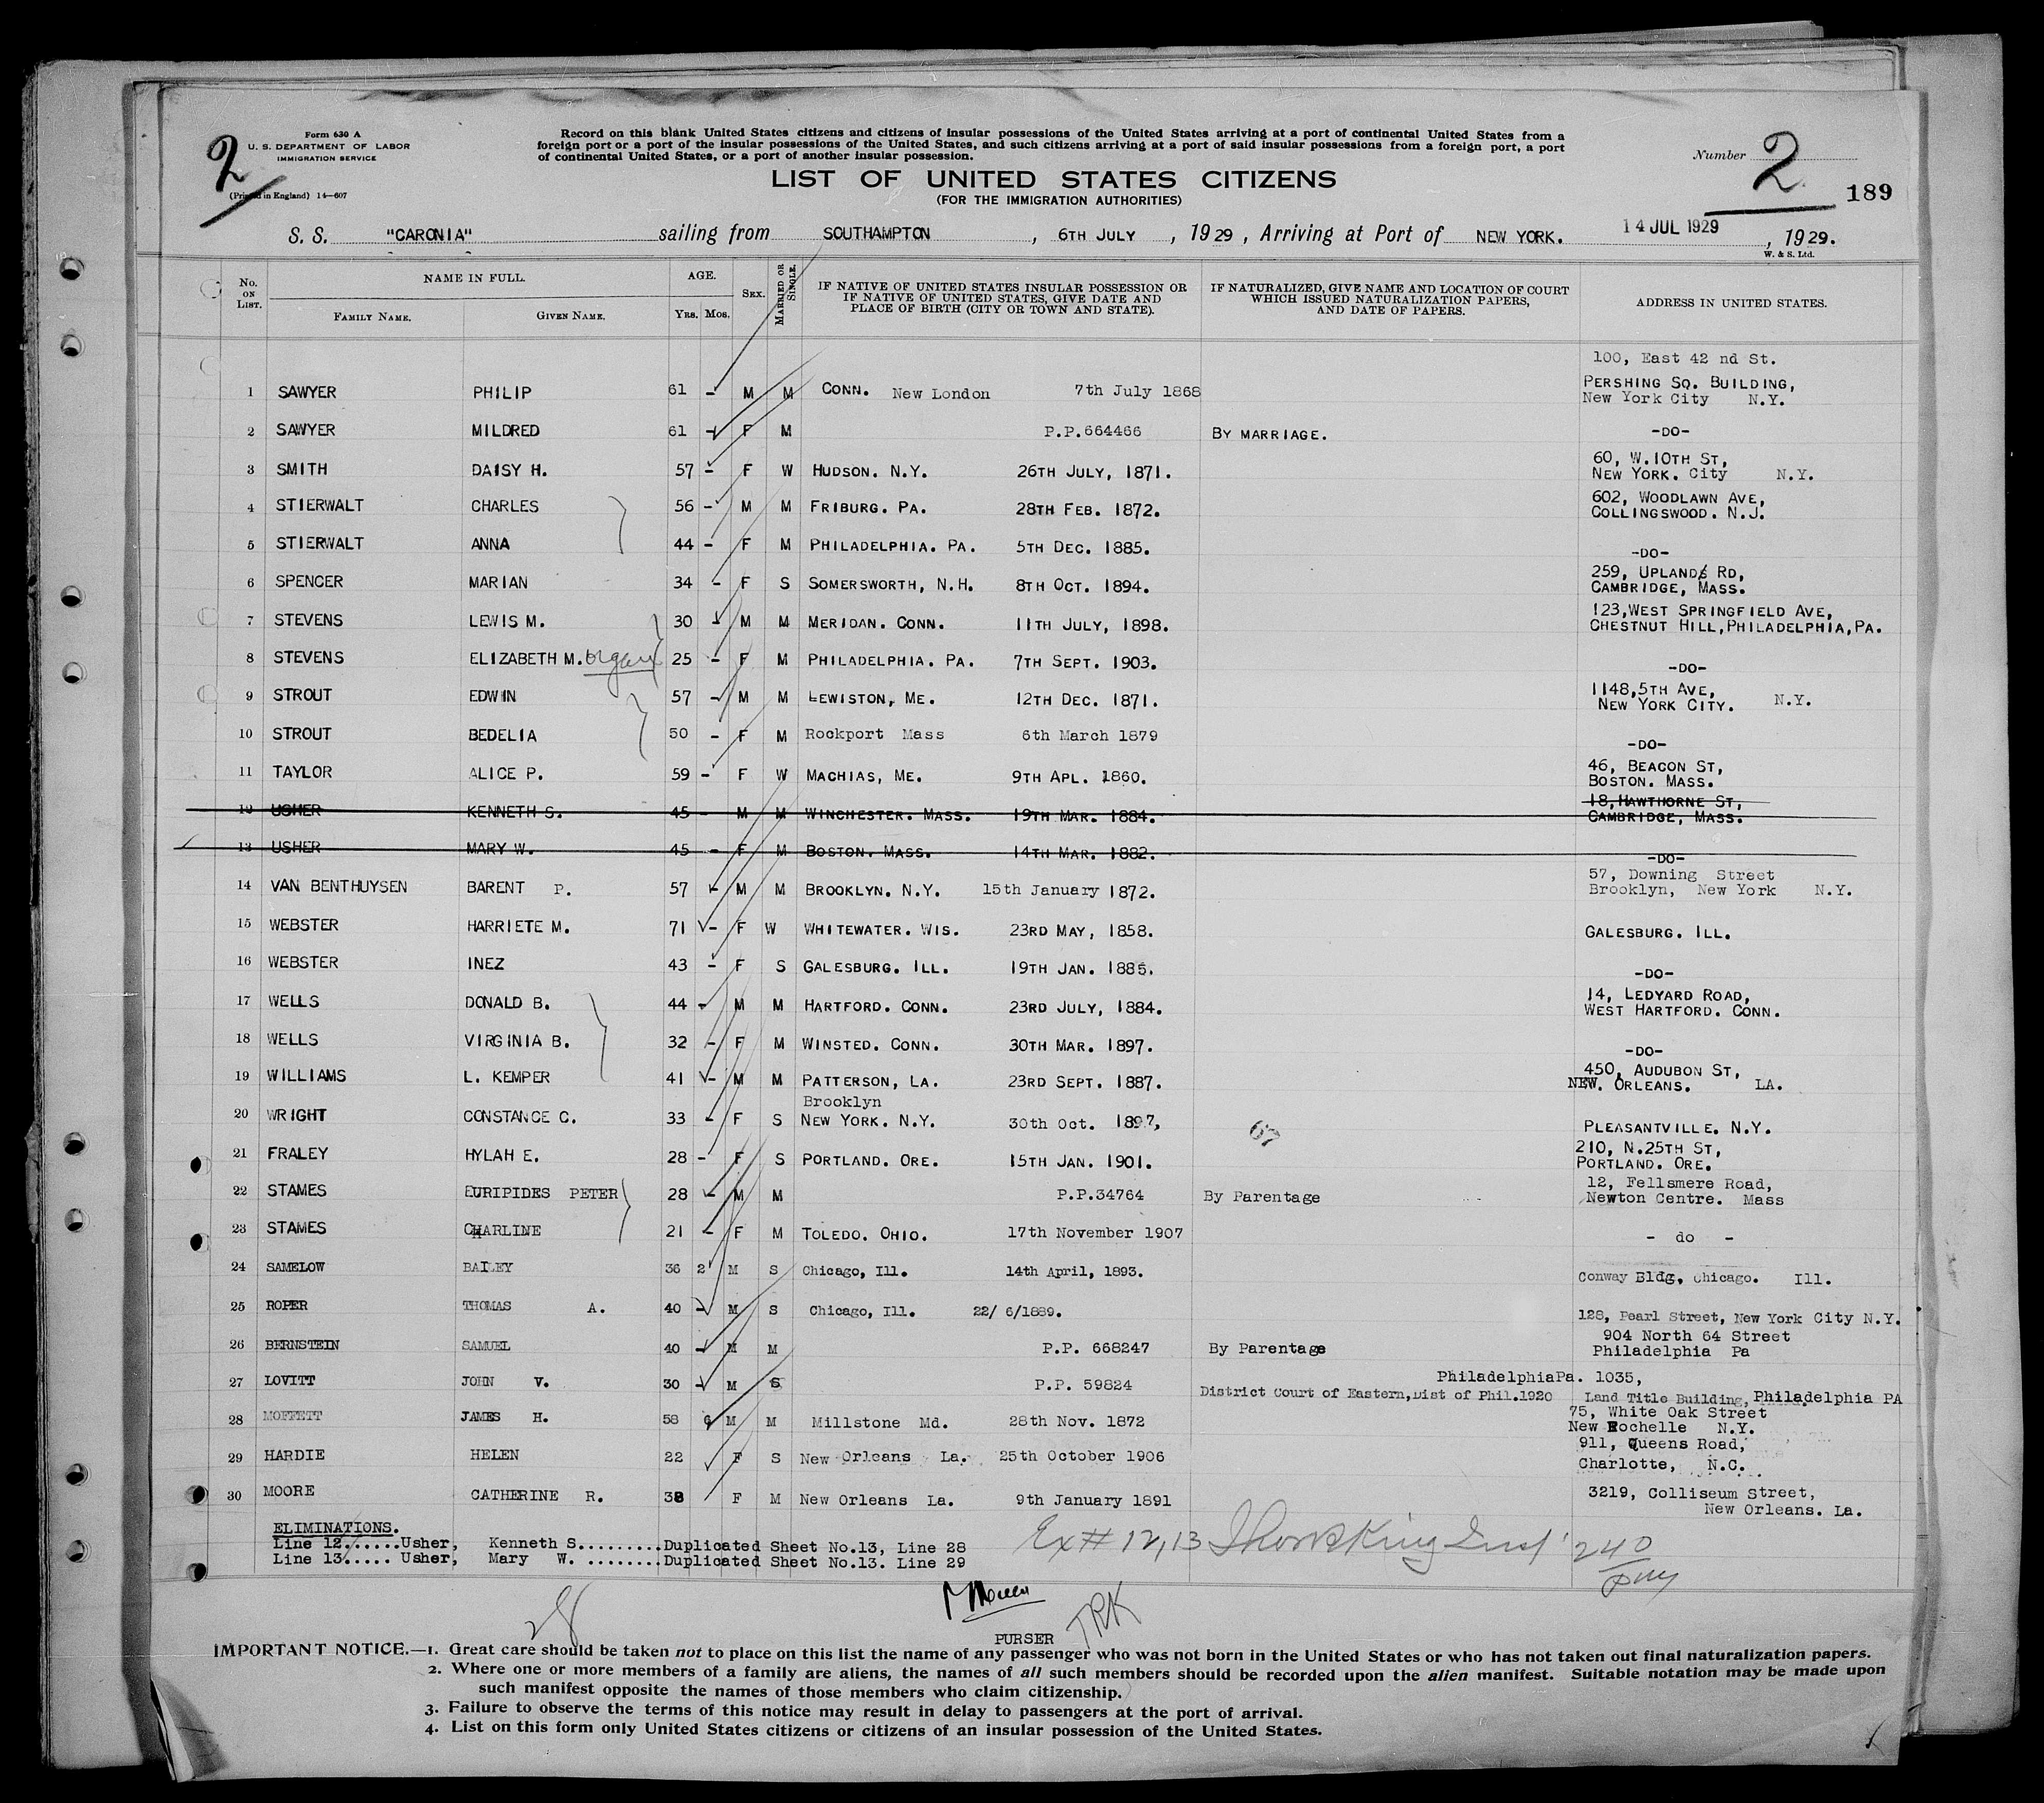 2
Form 630 A
U. S. DEPARTMENT OF LABOR
IMMIGRATION SERVICE
(Printed in England) 14—607
Record on this blank United States citizens and citizens of insular possessions of the United States arriving at a port of continental United States from a
foreign port or a port of the insular possessions of the United States, and such citizens arriving at a port of said insular possessions from a foreign port, a port
of continental United States, or a port of another insular possession.
LIST OF UNITED STATES CITIZENS
(FOR THE IMMIGRATION AUTHORITIES)
Number 2
189
S. S. "CARONIA" sailing from SOUTHAMPTON, 6TH JULY, 1929, Arriving at Port of NEW YORK. 14 JUL 1929, 1929.
W. & S. Ltd.
No. ON LIST. NAME IN FULL. FAMILY NAME. GIVEN NAME. AGE. YRS. MOS. SEX. MARRIED OR SINGLE. IF NATIVE OF UNITED STATES INSULAR POSSESSION OR IF NATIVE OF UNITED STATES, GIVE DATE AND PLACE OF BIRTH (CITY OR TOWN AND STATE). IF NATURALIZED, GIVE NAME AND LOCATION OF COURT WHICH ISSUED NATURALIZATION PAPERS, AND DATE OF PAPERS. ADDRESS IN UNITED STATES.
100, East 42 nd St.
1 SAWYER PHILIP 61 - M M CONN. New London 7th July 1868 PERSHING SQ. BUILDING,
New York City N.Y.
2 SAWYER MILDRED 61 - F M P.P.664466 BY MARRIAGE. -DO-
3 SMITH DAISY H. 57 - F W HUDSON. N.Y. 26TH JULY, 1871. 60, W.10TH ST,
NEW YORK. City N.Y.
4 STIERWALT CHARLES 56 - M M FRIBURG. PA. 28TH FEB. 1872. 602, WOODLAWN AVE,
COLLINGSWOOD. N.J.
5 STIERWALT ANNA 44 - F M PHILADELPHIA. PA. 5TH DEC. 1885. -DO-
6 SPENCER MARIAN 34 - F S SOMERSWORTH, N.H. 8TH OCT. 1894. 259, UPLANDS RD,
CAMBRIDGE, MASS.
7 STEVENS LEWIS M. 30 - M M MERIDAN. CONN. 11TH JULY, 1898. 123,WEST SPRINGFIELD AVE,
CHESTNUT HILL,PHILADELPHIA,PA.
8 STEVENS ELIZABETH M.organ 25 - F M PHILADELPHIA. PA. 7TH SEPT. 1903. -DO-
9 STROUT EDWIN 57 - M M LEWISTON, ME. 12TH DEC. 1871. 1148,5TH AVE,
NEW YORK CITY. N.Y.
10 STROUT BEDELIA 50 - F M Rockport Mass 6th March 1879 -DO-
11 TAYLOR ALICE P. 59 - F W MACHIAS, ME. 9TH APL. 1860. 46, BEACON ST,
BOSTON. MASS.
12 USHER KENNETH S. 45 - M M WINCHESTER. MASS. 19TH MAR. 1884. 18, HAWTHORNE ST,
CAMBRIDGE, MASS.
13 USHER MARY W. 45 - F M BOSTON. MASS. 14TH MAR. 1882. -DO-
14 VAN BENTHUYSEN BARENT P. 57 - M M BROOKLYN. N.Y. 15th January 1872. 57, Downing Street
Brooklyn, New York N.Y.
15 WEBSTER HARRIETE M. 71 - F W WHITEWATER. WIS. 23RD MAY, 1858. GALESBURG. ILL.
16 WEBSTER INEZ 43 - F S GALESBURG. ILL. 19TH JAN. 1885. -DO-
17 WELLS DONALD B. 44 - M M HARTFORD. CONN. 23RD JULY, 1884. 14, LEDYARD ROAD,
WEST HARTFORD. CONN.
18 WELLS VIRGINIA B. 32 - F M WINSTED. CONN. 30TH MAR. 1897. -DO-
19 WILLIAMS L. KEMPER 41 - M M PATTERSON, LA. 23RD SEPT. 1887. 450, AUDUBON ST,
NEW. ORLEANS. LA.
Brooklyn
20 WRIGHT CONSTANCE C. 33 - F S NEW YORK. N.Y. 30th Oct. 1897, PLEASANTVILLE. N.Y.
67
21 FRALEY HYLAH E. 28 - F S PORTLAND. ORE. 15TH JAN. 1901. 210, N.25TH ST,
PORTLAND. ORE.
22 STAMES EURIPIDES PETER 28 - M M P.P.34764 By Parentage 12, Fellsmere Road,
Newton Centre. Mass
23 STAMES CHARLINE 21 - F M TOLEDO. OHIO. 17th November 1907 - do -
24 SAMELOW BAILEY 36 2 M S Chicago, Ill. 14th April, 1893. Conway Bldg, Chicago. Ill.
25 ROPER THOMAS A. 40 - M S Chicago, Ill. 22/ 6/1889. 128, Pearl Street, New York City N.Y.
26 BERNSTEIN SAMUEL 40 - M M P.P. 668247 By Parentage 904 North 64 Street
Philadelphia Pa
27 LOVITT JOHN V. 30 - M S P.P. 59824 PhiladelphiaPa. 1035,
District Court of Eastern,Dist of Phil.1920 Land Title Building, Philadelphia PA
28 MOFFETT JAMES H. 58 6 M M Millstone Md. 28th Nov. 1872 75, White Oak Street
New Rochelle N.Y.
29 HARDIE HELEN 22 F S New Orleans La. 25th October 1906 911, Queens Road,
Charlotte, N.C.
30 MOORE CATHERINE R. 38 F M New Orleans La. 9th January 1891 3219, Colliseum Street,
New Orleans. La.
ELIMINATIONS.
Line 12......Usher, Kenneth S.........Duplicated Sheet No.13, Line 28
Line 13..... Usher, Mary W. ........Duplicated Sheet No.13. Line 29
Ex# 12,13
240
28
TRK
PURSER
IMPORTANT NOTICE.—1. Great care should be taken not to place on this list the name of any passenger who was not born in the United States or who has not taken out final naturalization papers.
2. Where one or more members of a family are aliens, the names of all such members should be recorded upon the alien manifest. Suitable notation may be made upon
such manifest opposite the names of those members who claim citizenship.
3. Failure to observe the terms of this notice may result in delay to passengers at the port of arrival.
4. List on this form only United States citizens or citizens of an insular possession of the United States.